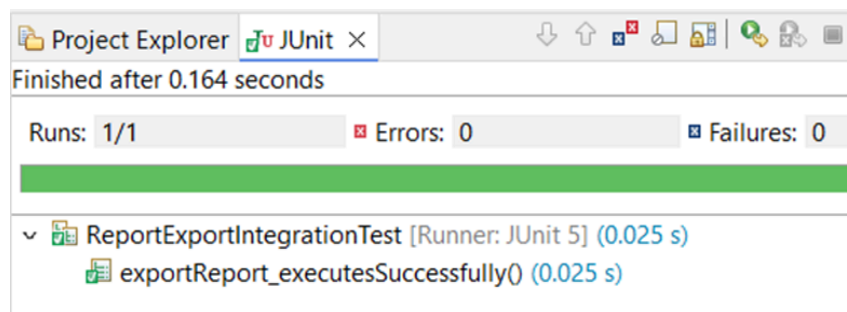 Project Explorer JUnit
Finished after 0.164 seconds
Runs: 1/1 Errors: 0 Failures: 0
ReportExportIntegrationTest [Runner: JUnit 5] (0.025 s)
exportReport_executesSuccessfully() (0.025 s)